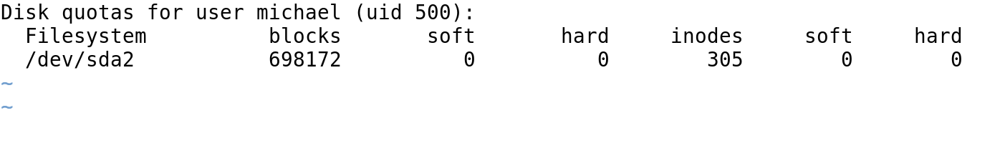 Disk quotas for user michael (uid 500):
  Filesystem          blocks       soft       hard     inodes     soft     hard
  /dev/sda2           698172          0          0        305        0        0
~
~